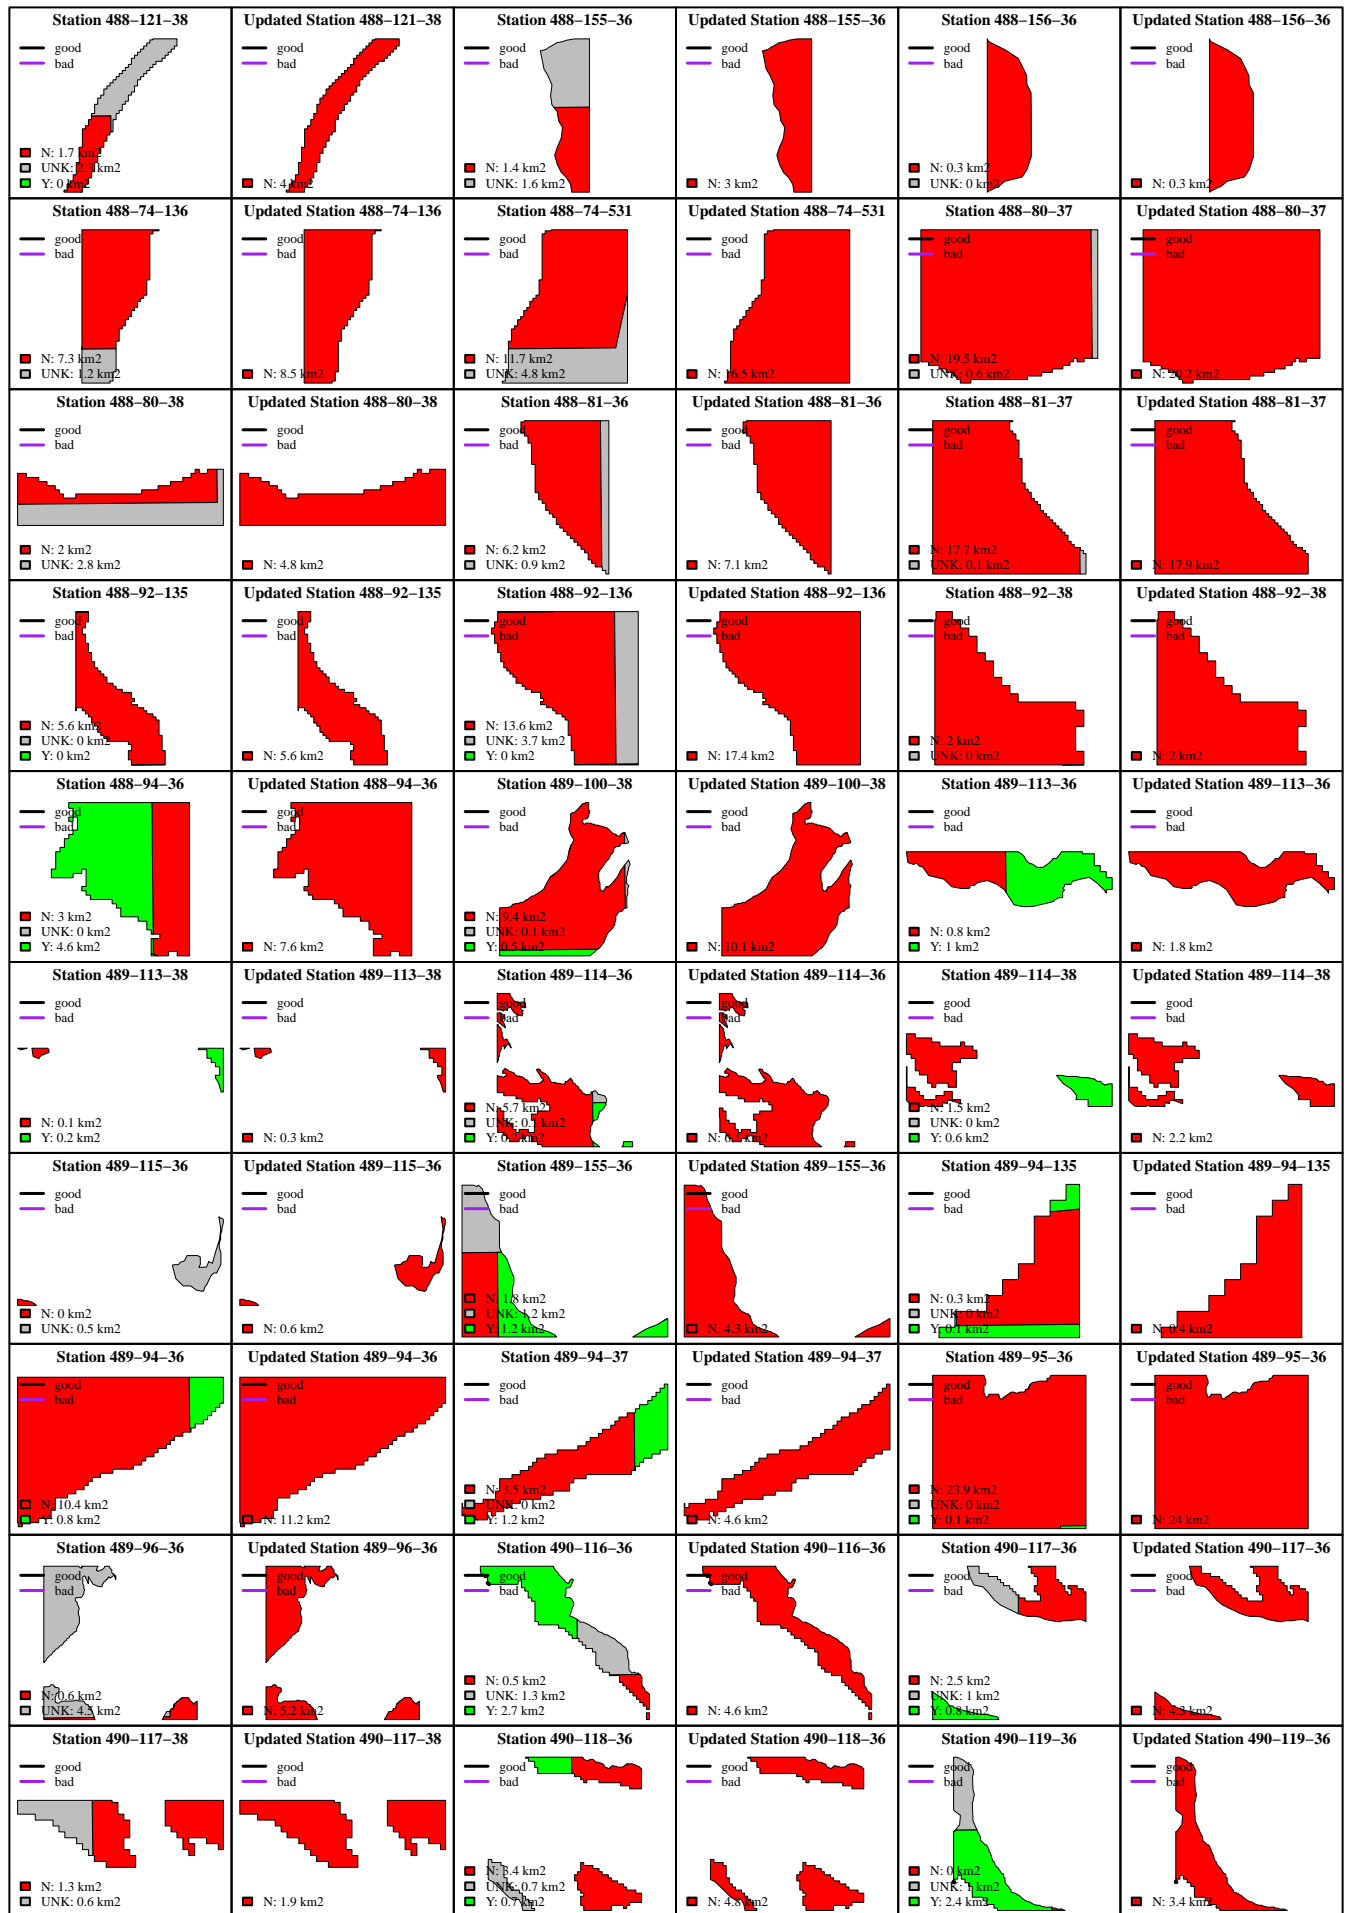 Station 488−121−38
good
bad
N: 1.7 km2
UNK: 2.3 km2
Y: 0 km2
Updated Station 488−121−38
good
bad
N: 4 km2
Station 488−155−36
good
bad
N: 1.4 km2
UNK: 1.6 km2
Updated Station 488−155−36
good
bad
N: 3 km2
Station 488−156−36
good
bad
N: 0.3 km2
UNK: 0 km2
Updated Station 488−156−36
good
bad
N: 0.3 km2
Station 488−74−136
good
bad
N: 7.3 km2
UNK: 1.2 km2
Updated Station 488−74−136
good
bad
N: 8.5 km2
Station 488−74−531
good
bad
N: 11.7 km2
UNK: 4.8 km2
Updated Station 488−74−531
good
bad
N: 16.5 km2
Station 488−80−37
good
bad
N: 19.5 km2
UNK: 0.6 km2
Updated Station 488−80−37
good
bad
N: 20.2 km2
Station 488−80−38
good
bad
N: 2 km2
UNK: 2.8 km2
Updated Station 488−80−38
good
bad
N: 4.8 km2
Station 488−81−36
good
bad
N: 6.2 km2
UNK: 0.9 km2
Updated Station 488−81−36
good
bad
N: 7.1 km2
Station 488−81−37
good
bad
N: 17.7 km2
UNK: 0.1 km2
Updated Station 488−81−37
good
bad
N: 17.9 km2
Station 488−92−135
good
bad
N: 5.6 km2
UNK: 0 km2
Y: 0 km2
Updated Station 488−92−135
good
bad
N: 5.6 km2
Station 488−92−136
good
bad
N: 13.6 km2
UNK: 3.7 km2
Y: 0 km2
Updated Station 488−92−136
good
bad
N: 17.4 km2
Station 488−92−38
good
bad
N: 2 km2
UNK: 0 km2
Updated Station 488−92−38
good
bad
N: 2 km2
Station 488−94−36
good
bad
N: 3 km2
UNK: 0 km2
Y: 4.6 km2
Updated Station 488−94−36
good
bad
N: 7.6 km2
Station 489−100−38
good
bad
N: 9.4 km2
UNK: 0.1 km2
Y: 0.5 km2
Updated Station 489−100−38
good
bad
N: 10.1 km2
Station 489−113−36
good
bad
N: 0.8 km2
Y: 1 km2
Updated Station 489−113−36
good
bad
N: 1.8 km2
Station 489−113−38
good
bad
N: 0.1 km2
Y: 0.2 km2
Updated Station 489−113−38
good
bad
N: 0.3 km2
Station 489−114−36
good
bad
N: 5.7 km2
UNK: 0.1 km2
Y: 0.2 km2
Updated Station 489−114−36
good
bad
N: km2
Station 489−114−38
good
bad
N: 1.5 km2
UNK: 0 km2
Y: 0.6 km2
Updated Station 489−114−38
good
bad
N: 2.2 km2
Station 489−115−36
good
bad
N: 0 km2
UNK: 0.5 km2
Updated Station 489−115−36
good
bad
N: 0.6 km2
Station 489−155−36
good
bad
N: 1.8 km2
UNK: 1.2 km2
Y: 1.2 km2
Updated Station 489−155−36
good
bad
N: 4.3 km2
Station 489−94−135
good
bad
N: 0.3 km2
UNK: 0 km2
Y: 0.1 km2
Updated Station 489−94−135
good
bad
N: 0.4 km2
Station 489−94−36
good
bad
N: 10.4 km2
Y: 0.8 km2
Updated Station 489−94−36
good
bad
N: 11.2 km2
Station 489−94−37
good
bad
N: 3.5 km2
UNK: 0 km2
Y: 1.2 km2
Updated Station 489−94−37
good
bad
N: 4.6 km2
Station 489−95−36
good
bad
N: 23.9 km2
UNK: 0 km2
Y: 0.1 km2
Updated Station 489−95−36
good
bad
N: 24 km2
Station 489−96−36
good
bad
N: 0.6 km2
UNK: 4.5 km2
Updated Station 489−96−36
good
bad
N: 5.2 km2
Station 490−116−36
good
bad
N: 0.5 km2
UNK: 1.3 km2
Y: 2.7 km2
Updated Station 490−116−36
good
bad
N: 4.6 km2
Station 490−117−36
good
bad
N: 2.5 km2
UNK: 1 km2
Y: 0.8 km2
Updated Station 490−117−36
good
bad
N: 4.3 km2
Station 490−117−38
good
bad
N: 1.3 km2
UNK: 0.6 km2
Updated Station 490−117−38
good
bad
N: 1.9 km2
Station 490−118−36
good
bad
N: 3.4 km2
UNK: 0.7 km2
Y: 0.7 km2
Updated Station 490−118−36
good
bad
N: 4.8 km2
Station 490−119−36
good
bad
N: 0 km2
UNK: 1 km2
Y: 2.4 km2
Updated Station 490−119−36
good
bad
N: 3.4 km2